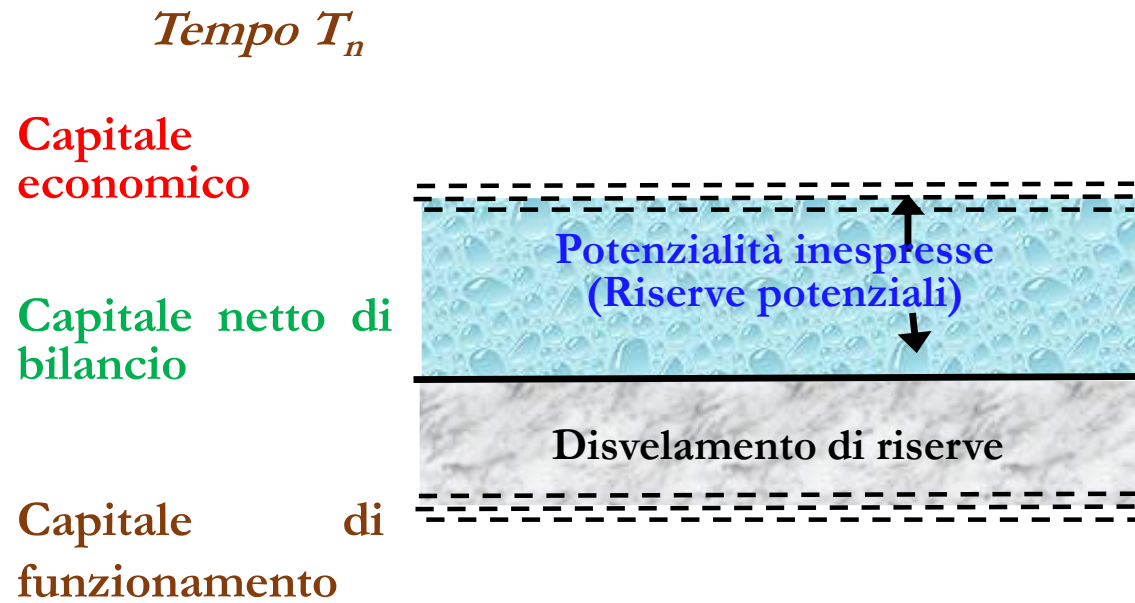 Tempo Tn
Capitale
economico
Potenzialità inespresse
(Riserve potenziali)
Capitale netto di
bilancio
Disvelamento di riserve
Capitale di
funzionamento